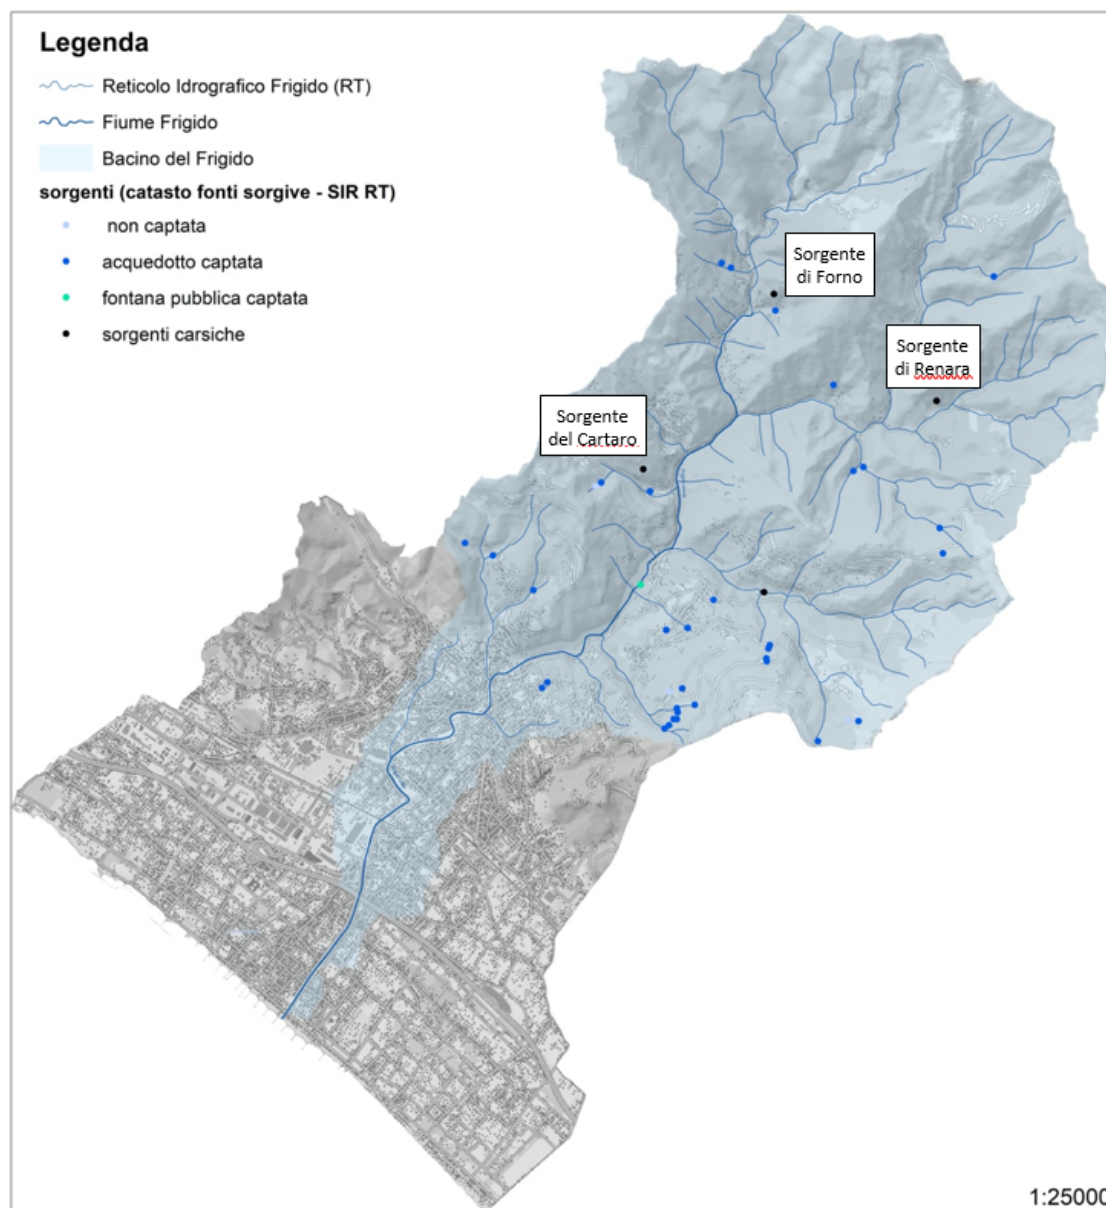 Legenda
Reticolo Idrografico Frigido (RT)
Fiume Frigido
Bacino del Frigido
sorgenti (catasto fonti sorgive - SIR RT)
non captata
acquedotto captata
fontana pubblica captata
sorgenti carsiche
Sorgente
di Forno
Sorgente
di Renara
Sorgente
del Cartaro
1:25000